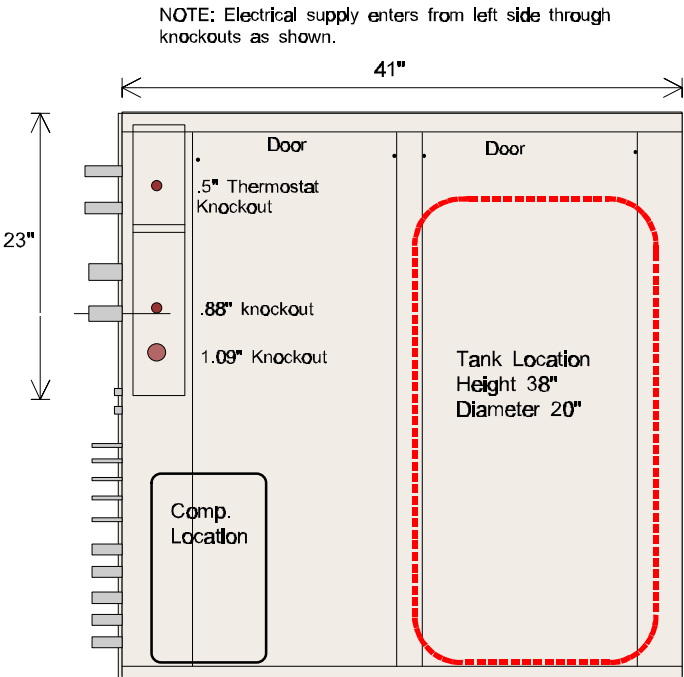 NOTE: Electrical supply enters from left side through
knockouts as shown.
41"
Door
Door
.5" Thermostat
Knockout
23"
.88" knockout
1.09" Knockout
Tank Location
Height 38"
Diameter 20"
Comp.
Location